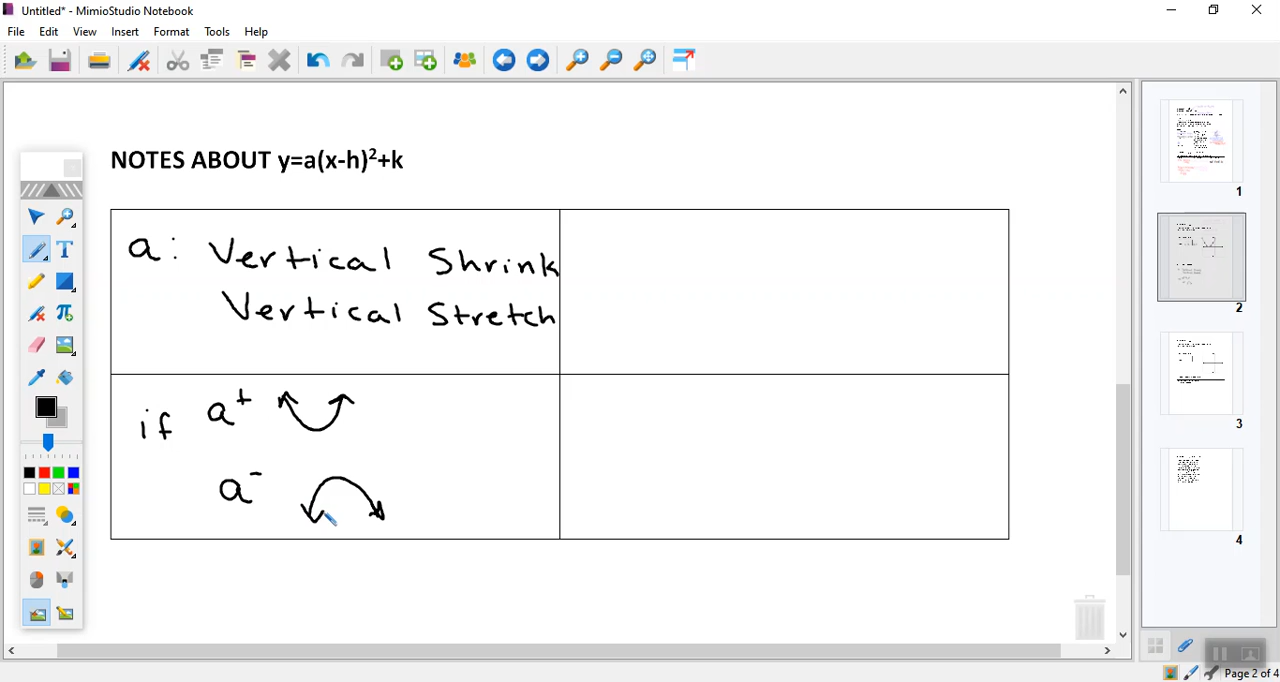 Untitled* - MimioStudio Notebook
File Edit View Insert Format Tools Help
NOTES ABOUT y=a(x-h)²+k
a: Vertical Shrink
Vertical Stretch
if a⁺
a⁻
1
2
3
4
Page 2 of 4